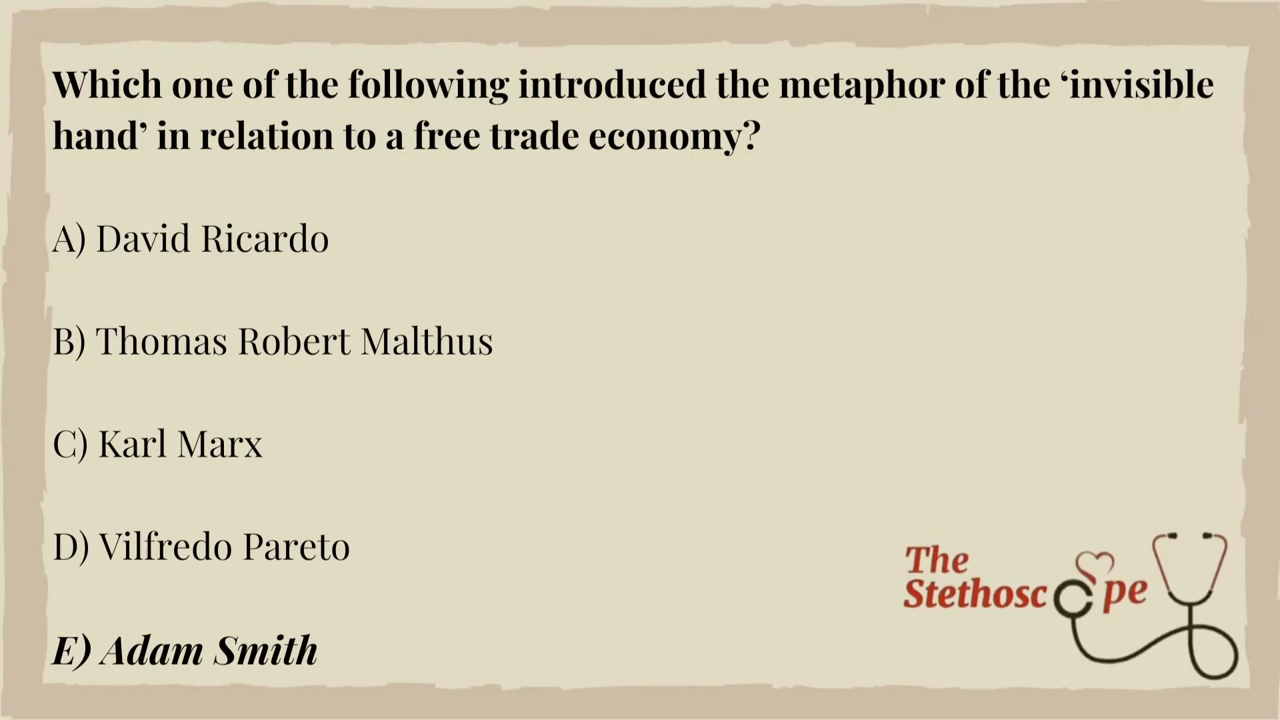 Which one of the following introduced the metaphor of the ‘invisible
hand’ in relation to a free trade economy?
A) David Ricardo
B) Thomas Robert Malthus
C) Karl Marx
D) Vilfredo Pareto
E) Adam Smith
The
Stethoscope